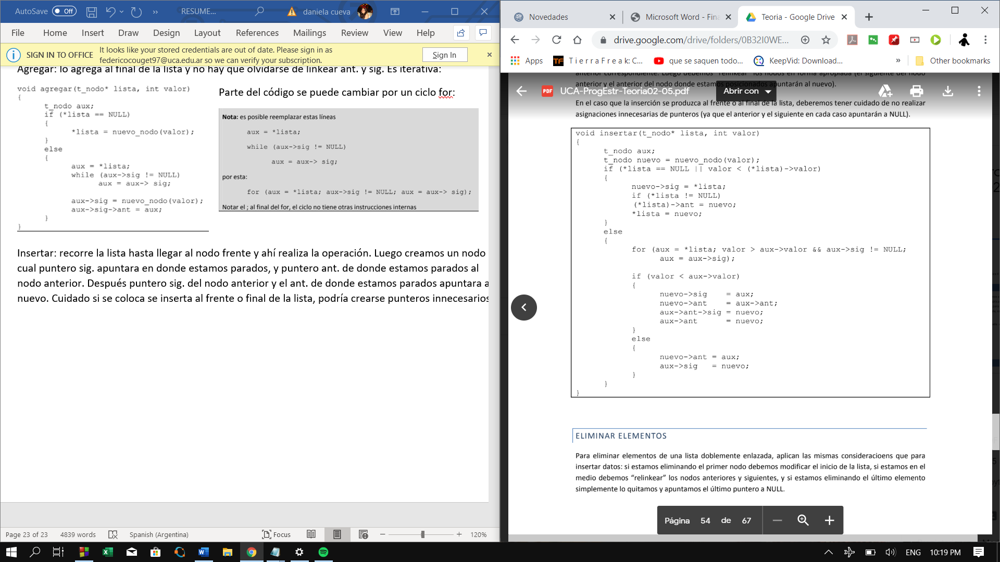 AutoSave Off RESUME... daniela cueva
File Home Insert Draw Design Layout References Mailings Review View Help
SIGN IN TO OFFICE It looks like your stored credentials are out of date. Please sign in as
federicocouget97@uca.edu.ar so we can verify your subscription.
Sign In
Agregar: lo agrega al final de la lista y no hay que olvidarse de linkear ant. y sig. Es iterativa:
void agregar(t_nodo* lista, int valor)
{
t_nodo aux;
if (*lista == NULL)
{
*lista = nuevo_nodo(valor);
}
else
{
aux = *lista;
while (aux->sig != NULL)
aux = aux-> sig;
aux->sig = nuevo_nodo(valor);
aux->sig->ant = aux;
}
}
Parte del código se puede cambiar por un ciclo for:
Nota: es posible reemplazar estas líneas
aux = *lista;
while (aux->sig != NULL)
aux = aux-> sig;
por esta:
for (aux = *lista; aux->sig != NULL; aux = aux-> sig);
Notar el ; al final del for, el ciclo no tiene otras instrucciones internas
Insertar: recorre la lista hasta llegar al nodo frente y ahí realiza la operación. Luego creamos un nodo
cual puntero sig. apuntara en donde estamos parados, y puntero ant. de donde estamos parados al
nodo anterior. Después puntero sig. del nodo anterior y el ant. de donde estamos parados apuntara a
nuevo. Cuidado si se coloca se inserta al frente o final de la lista, podría crearse punteros innecesarios
Page 23 of 23 4839 words Spanish (Argentina) Focus 120%
Novedades Microsoft Word - Fina Teoria - Google Drive
drive.google.com/drive/folders/0B32I0WE...
Apps TF T i e r r a F r e a k: C... que se saquen todo... KeepVid: Download... » Other bookmarks
anterior correspondiente. Luego debemos "relinkear" los nodos en forma apropiada (el siguiente del nodo
anterior y el anterior del nodo donde estamos posicionados apuntarán al nuevo).
PDF UCA-ProgEstr-Teoria02-05.pdf Abrir con
En el caso que la inserción se produzca al frente o al final de la lista, deberemos tener cuidado de no realizar
asignaciones innecesarias de punteros (ya que el anterior y el siguiente en cada caso apuntarán a NULL).
void insertar(t_nodo* lista, int valor)
{
t_nodo aux;
t_nodo nuevo = nuevo_nodo(valor);
if (*lista == NULL || valor < (*lista)->valor)
{
nuevo->sig = *lista;
if (*lista != NULL)
(*lista)->ant = nuevo;
*lista = nuevo;
}
else
{
for (aux = *lista; valor > aux->valor && aux->sig != NULL;
aux = aux->sig);
if (valor < aux->valor)
{
nuevo->sig = aux;
nuevo->ant = aux->ant;
aux->ant->sig = nuevo;
aux->ant = nuevo;
}
else
{
nuevo->ant = aux;
aux->sig = nuevo;
}
}
}
ELIMINAR ELEMENTOS
Para eliminar elementos de una lista doblemente enlazada, aplican las mismas consideracioens que para
insertar datos: si estamos eliminando el primer nodo debemos modificar el inicio de la lista, si estamos en el
medio debemos “relinkear” los nodos anteriores y siguientes, y si estamos eliminando el último elemento
simplemente lo quitamos y apuntamos el último puntero a NULL.
Página 54 de 67
ENG 10:19 PM